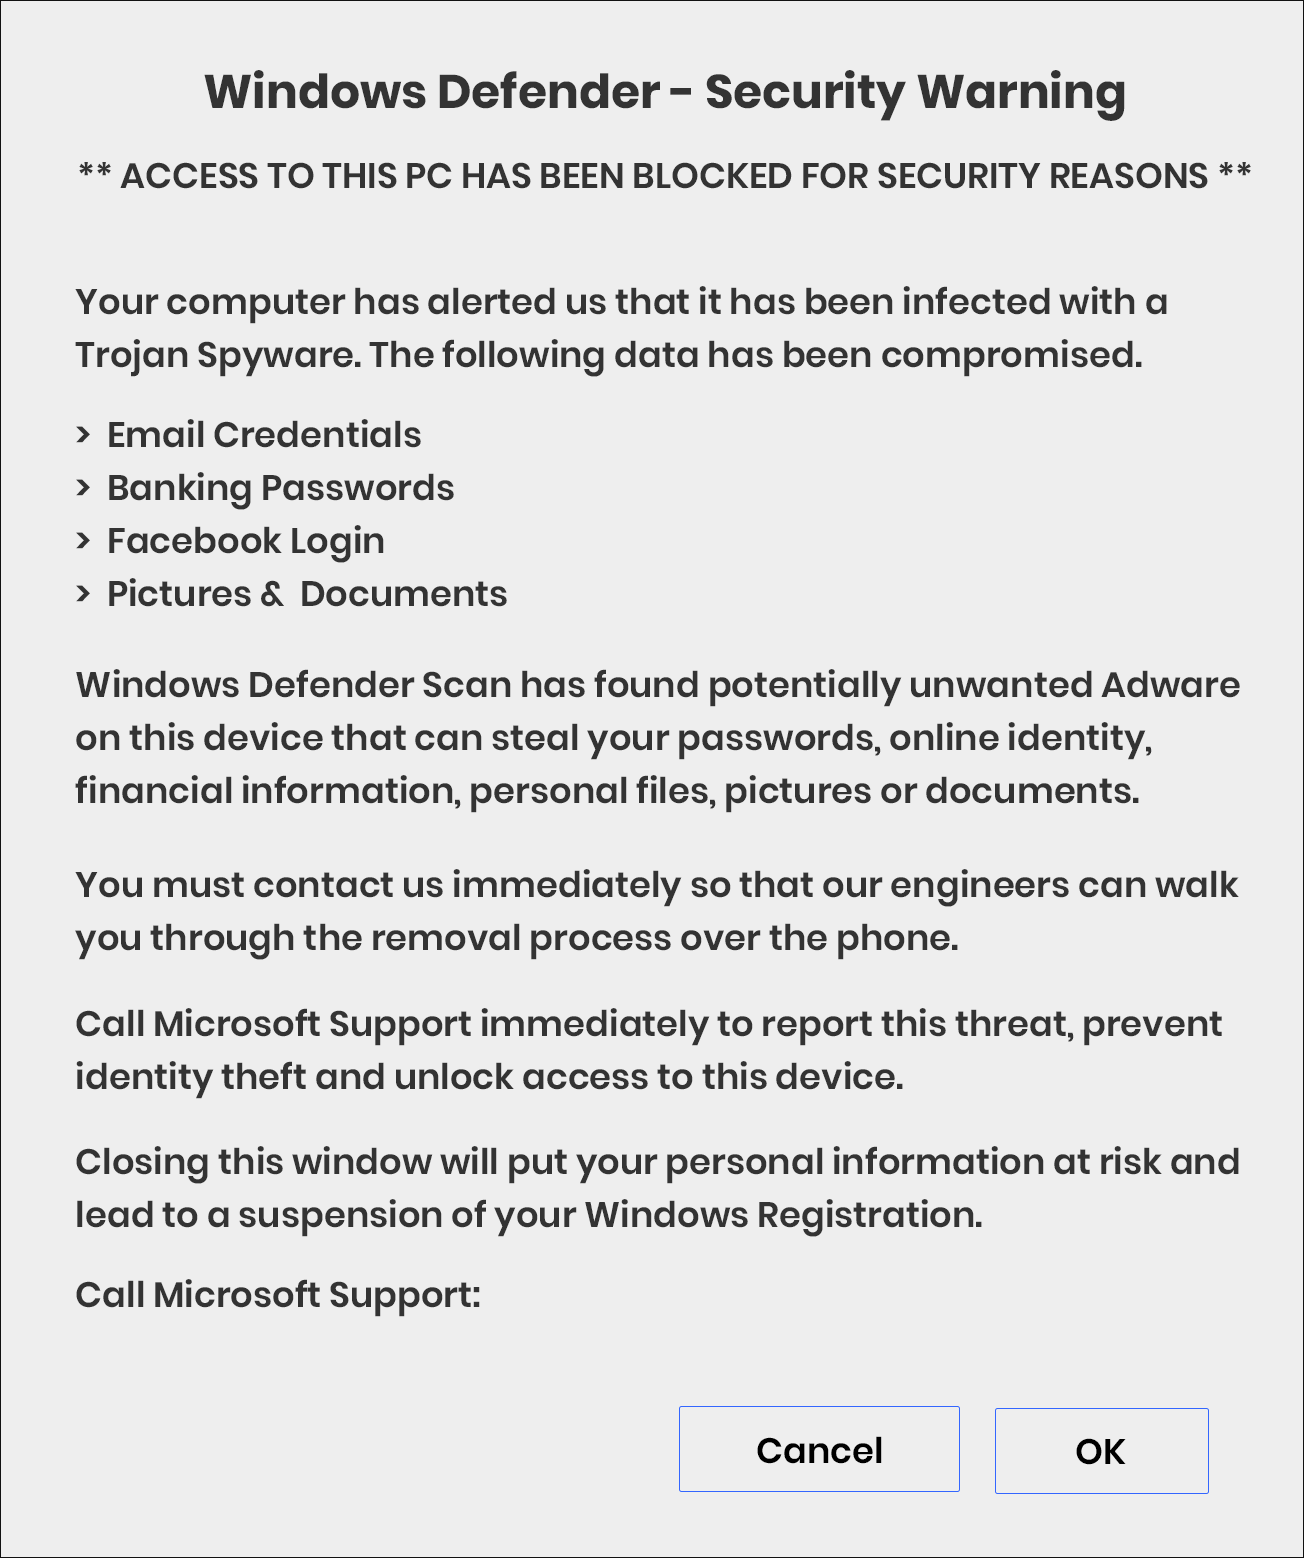 Windows Defender - Security Warning
** ACCESS TO THIS PC HAS BEEN BLOCKED FOR SECURITY REASONS **
Your computer has alerted us that it has been infected with a
Trojan Spyware. The following data has been compromised.
> Email Credentials
> Banking Passwords
> Facebook Login
> Pictures & Documents
Windows Defender Scan has found potentially unwanted Adware
on this device that can steal your passwords, online identity,
financial information, personal files, pictures or documents.
You must contact us immediately so that our engineers can walk
you through the removal process over the phone.
Call Microsoft Support immediately to report this threat, prevent
identity theft and unlock access to this device.
Closing this window will put your personal information at risk and
lead to a suspension of your Windows Registration.
Call Microsoft Support:
Cancel OK